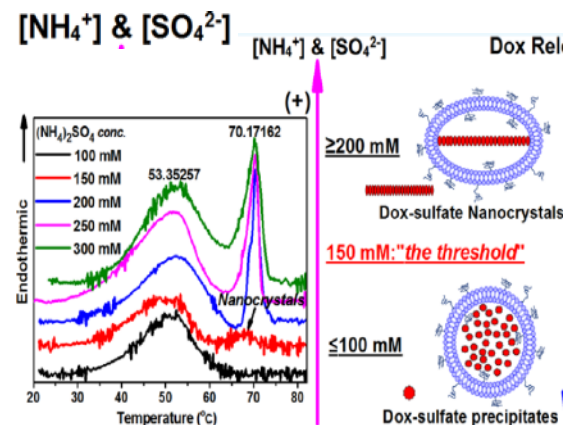 [NH₄⁺] & [SO₄²⁻]
[NH₄⁺] & [SO₄²⁻]
Dox Rele
(+)
(NH₄)₂SO₄ conc.
100 mM
150 mM
200 mM
250 mM
300 mM
53.35257
70.17162
Nanocrystals
Endothermic
20 30 40 50 60 70 80
Temperature (°C)
≥200 mM
Dox-sulfate Nanocrystals
150 mM:"the threshold"
≤100 mM
Dox-sulfate precipitates